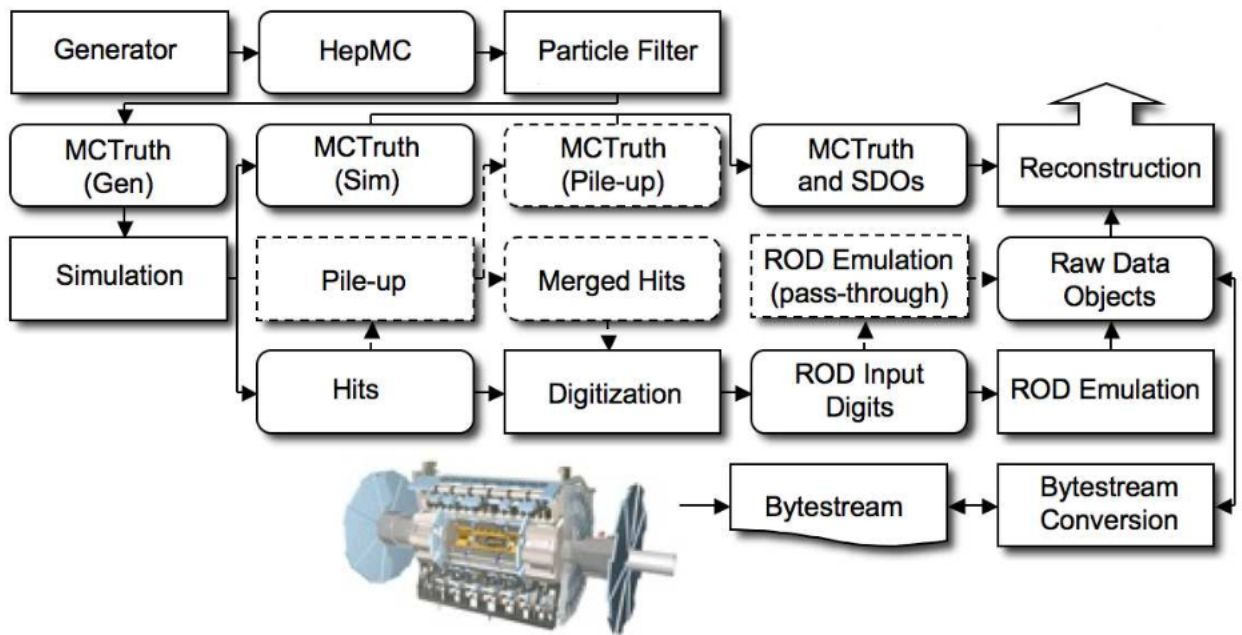 Generator
HepMC
Particle Filter
MCTruth
(Gen)
MCTruth
(Sim)
MCTruth
(Pile-up)
MCTruth
and SDOs
Reconstruction
Simulation
Pile-up
Merged Hits
ROD Emulation
(pass-through)
Raw Data
Objects
Hits
Digitization
ROD Input
Digits
ROD Emulation
Bytestream
Bytestream
Conversion